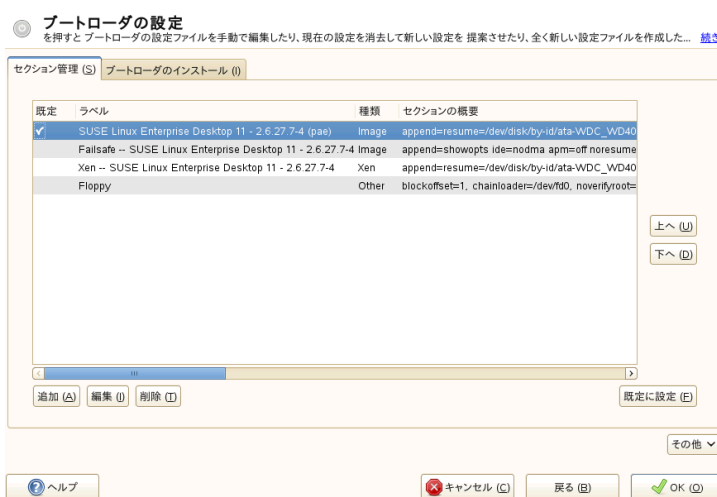 ブートローダの設定
を押すと ブートローダの設定ファイルを手動で編集したり、現在の設定を消去して新しい設定を 提案させたり、全く新しい設定ファイルを作成した... 続き
セクション管理 (S) ブートローダのインストール (I)
既定 ラベル 種類 セクションの概要
SUSE Linux Enterprise Desktop 11 - 2.6.27.7-4 (pae) Image append=resume=/dev/disk/by-id/ata-WDC_WD40
Failsafe -- SUSE Linux Enterprise Desktop 11 - 2.6.27.7-4 Image append=showopts ide=nodma apm=off noresume
Xen -- SUSE Linux Enterprise Desktop 11 - 2.6.27.7-4 Xen append=resume=/dev/disk/by-id/ata-WDC_WD40
Floppy Other blockoffset=1, chainloader=/dev/fd0, noverifyroot=
上へ (U)
下へ (D)
追加 (A) 編集 (I) 削除 (T) 既定に設定 (F)
その他
ヘルプ キャンセル (C) 戻る (B) OK (O)